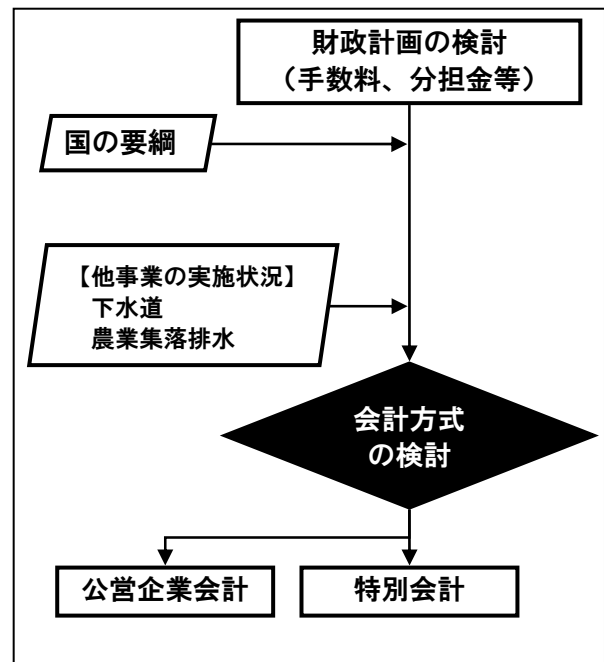 財政計画の検討
（手数料、分担金等）
国の要綱
【他事業の実施状況】
下水道
農業集落排水
会計方式
の検討
公営企業会計
特別会計